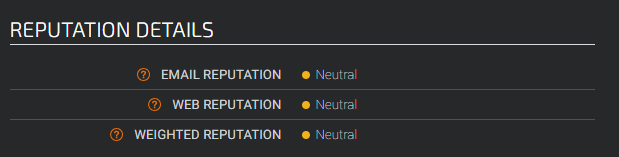 REPUTATION DETAILS
? EMAIL REPUTATION Neutral
? WEB REPUTATION Neutral
? WEIGHTED REPUTATION Neutral